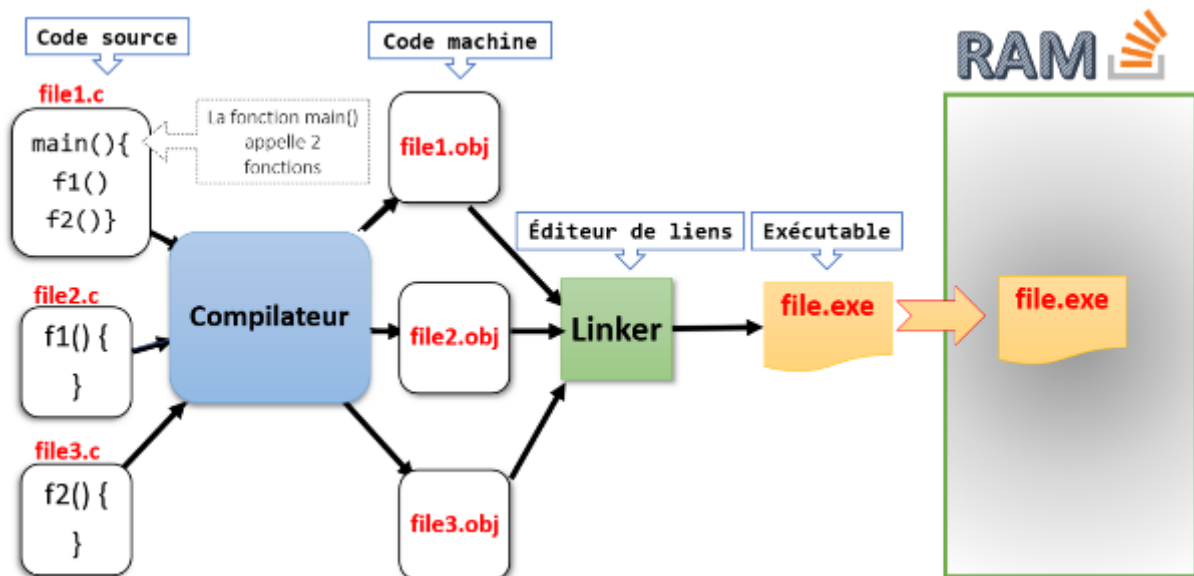 Code source
Code machine
RAM
file1.c
main(){
f1()
f2()}
La fonction main()
appelle 2
fonctions
file1.obj
Éditeur de liens
Exécutable
file2.c
f1() {
}
Compilateur
file2.obj
Linker
file.exe
file.exe
file3.c
f2() {
}
file3.obj